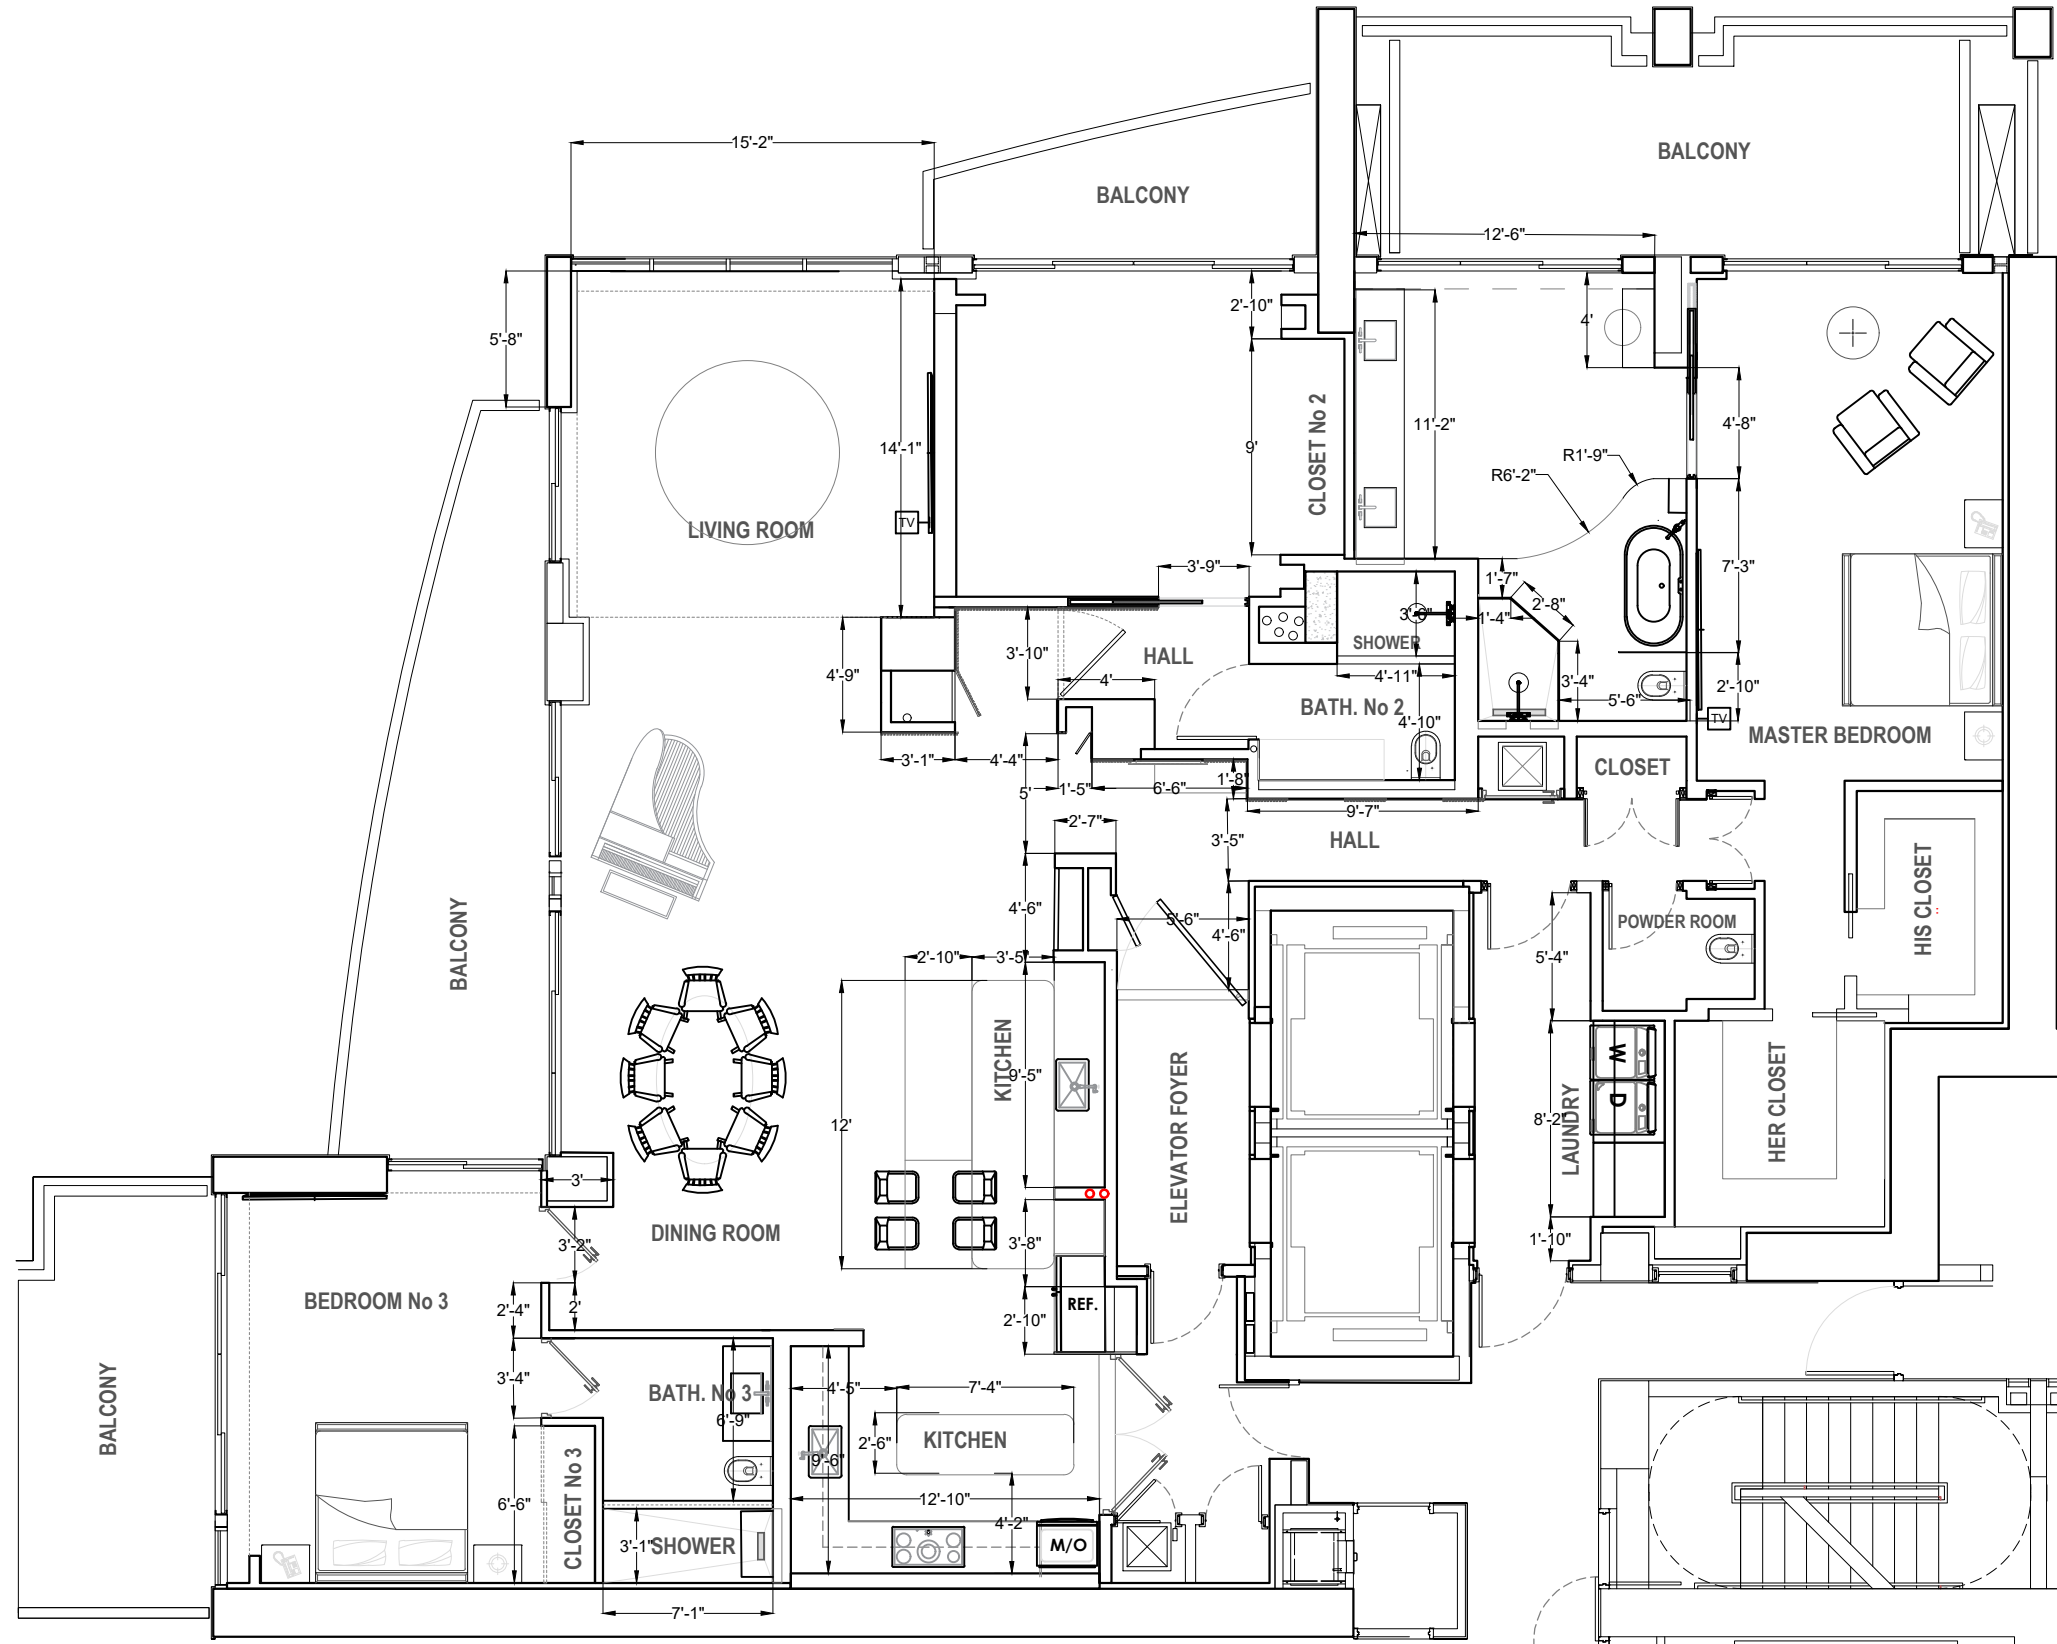 15'-2"
BALCONY
BALCONY
12'-6"
5'-8"
2'-10"
4'
14'-1"
9'
CLOSET No 2
11'-2"
4'-8"
R1'-9"
R6'-2"
TV
LIVING ROOM
3'-9"
1'-7"
7'-3"
2'-8"
3'-6"
1'-4"
SHOWER
3'-10"
HALL
4'-9"
4'
4'-11"
3'-4"
5'-6"
2'-10"
BATH. No 2
4'-10"
TV
MASTER BEDROOM
3'-1"
4'-4"
CLOSET
1'-8"
5'
1'-5"
6'-6"
9'-7"
2'-7"
3'-5"
HALL
HIS CLOSET
4'-6"
5'-6"
4'-6"
POWDER ROOM
BALCONY
2'-10"
3'-5"
5'-4"
KITCHEN
9'-5"
W
ELEVATOR FOYER
D
12'
LAUNDRY
8'-2"
HER CLOSET
3'
DINING ROOM
3'-2"
3'-8"
1'-10"
BEDROOM No 3
2'-4"
2'
REF.
2'-10"
3'-4"
BATH. No 3
4'-5"
7'-4"
BALCONY
6'-9"
2'-6"
KITCHEN
9'-6"
6'-6"
CLOSET No 3
12'-10"
4'-2"
3'-1"
SHOWER
M/O
7'-1"